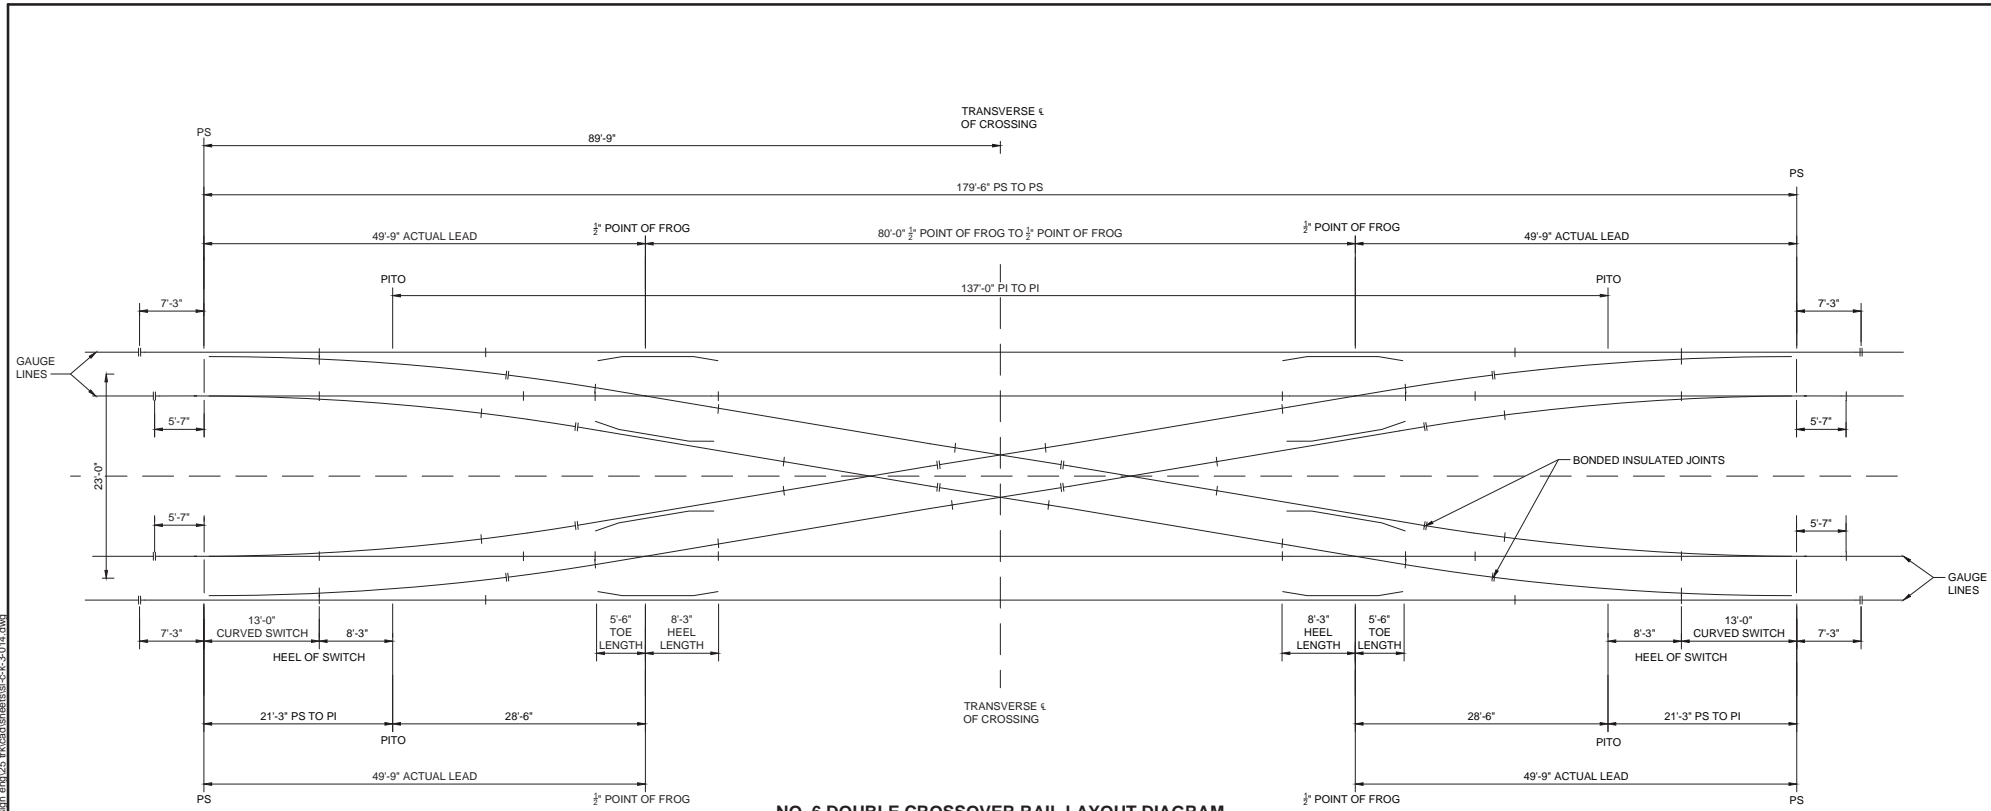 TRANSVERSE ℄
OF CROSSING
PS
89'-9"
PS
179'-6" PS TO PS
½" POINT OF FROG
½" POINT OF FROG
49'-9" ACTUAL LEAD
80'-0" ½" POINT OF FROG TO ½" POINT OF FROG
49'-9" ACTUAL LEAD
PITO
PITO
137'-0" PI TO PI
7'-3"
7'-3"
GAUGE
LINES
5'-7"
5'-7"
23'-0"
BONDED INSULATED JOINTS
5'-7"
5'-7"
GAUGE
LINES
7'-3"
13'-0"
CURVED SWITCH
8'-3"
HEEL OF SWITCH
5'-6"
TOE
LENGTH
8'-3"
HEEL
LENGTH
8'-3"
HEEL
LENGTH
5'-6"
TOE
LENGTH
8'-3"
13'-0"
CURVED SWITCH
7'-3"
HEEL OF SWITCH
TRANSVERSE ℄
OF CROSSING
21'-3" PS TO PI
28'-6"
28'-6"
21'-3" PS TO PI
PITO
PITO
49'-9" ACTUAL LEAD
49'-9" ACTUAL LEAD
PS
½" POINT OF FROG
½" POINT OF FROG
PS
NO. 6 DOUBLE CROSSOVER RAIL LAYOUT DIAGRAM